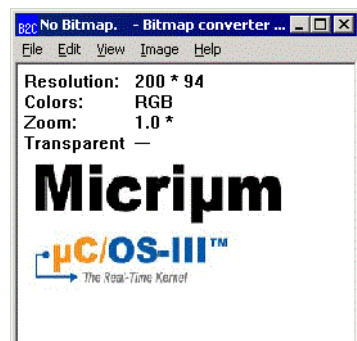 B2C No Bitmap. - Bitmap converter ...
File Edit View Image Help
Resolution: 200 * 94
Colors: RGB
Zoom: 1.0 *
Transparent —
Micriµm
µC/OS-III™
The Real-Time Kernel